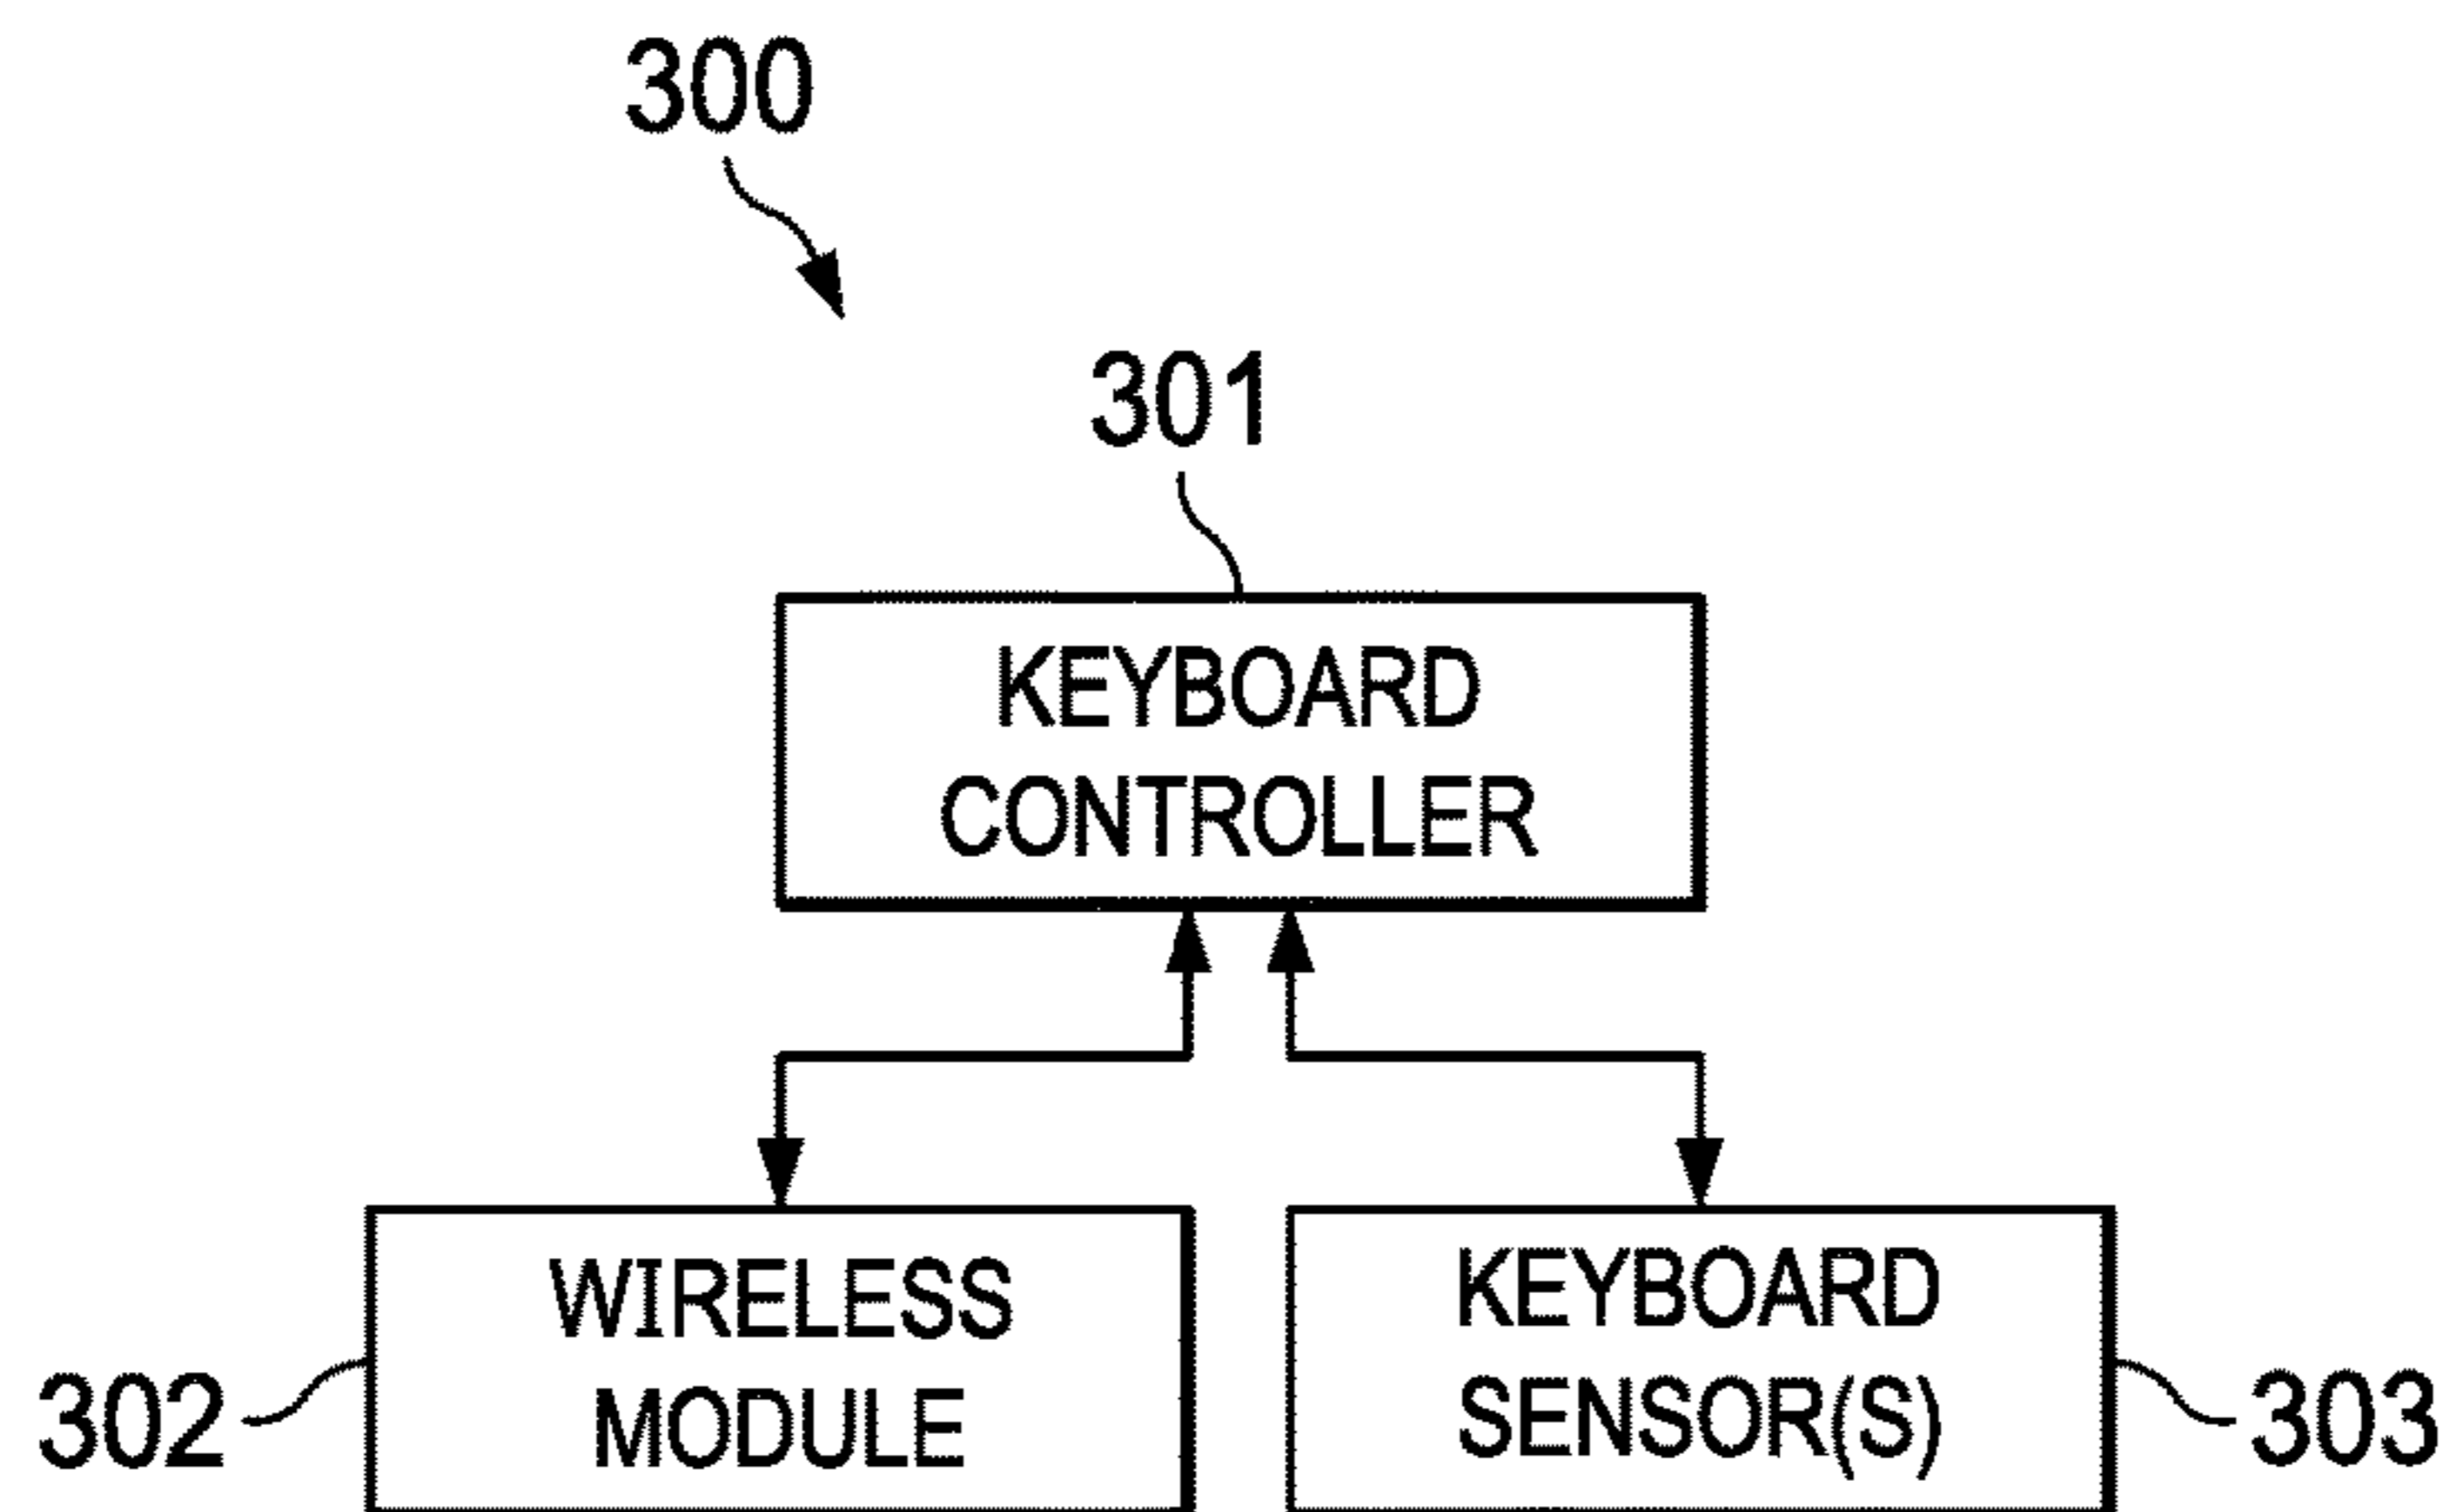 300
301
KEYBOARD
CONTROLLER
WIRELESS
MODULE
302
KEYBOARD
SENSOR(S)
303